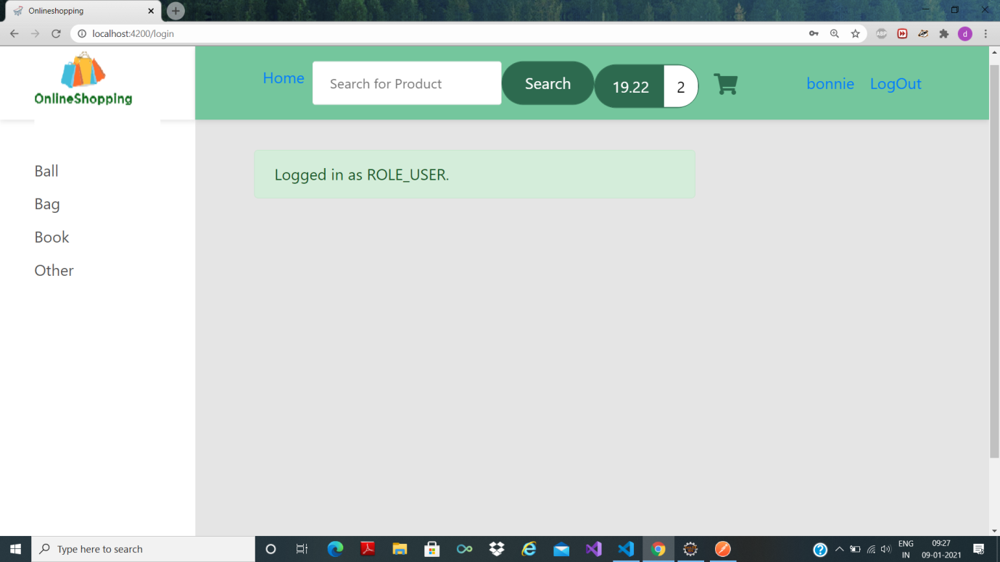 Onlineshopping
localhost:4200/login
ABP
d
OnlineShopping
Home
Search for Product
Search
19.22
2
bonnie
LogOut
Ball
Bag
Book
Other
Logged in as ROLE_USER.
Type here to search
ENG
IN
09:27
09-01-2021